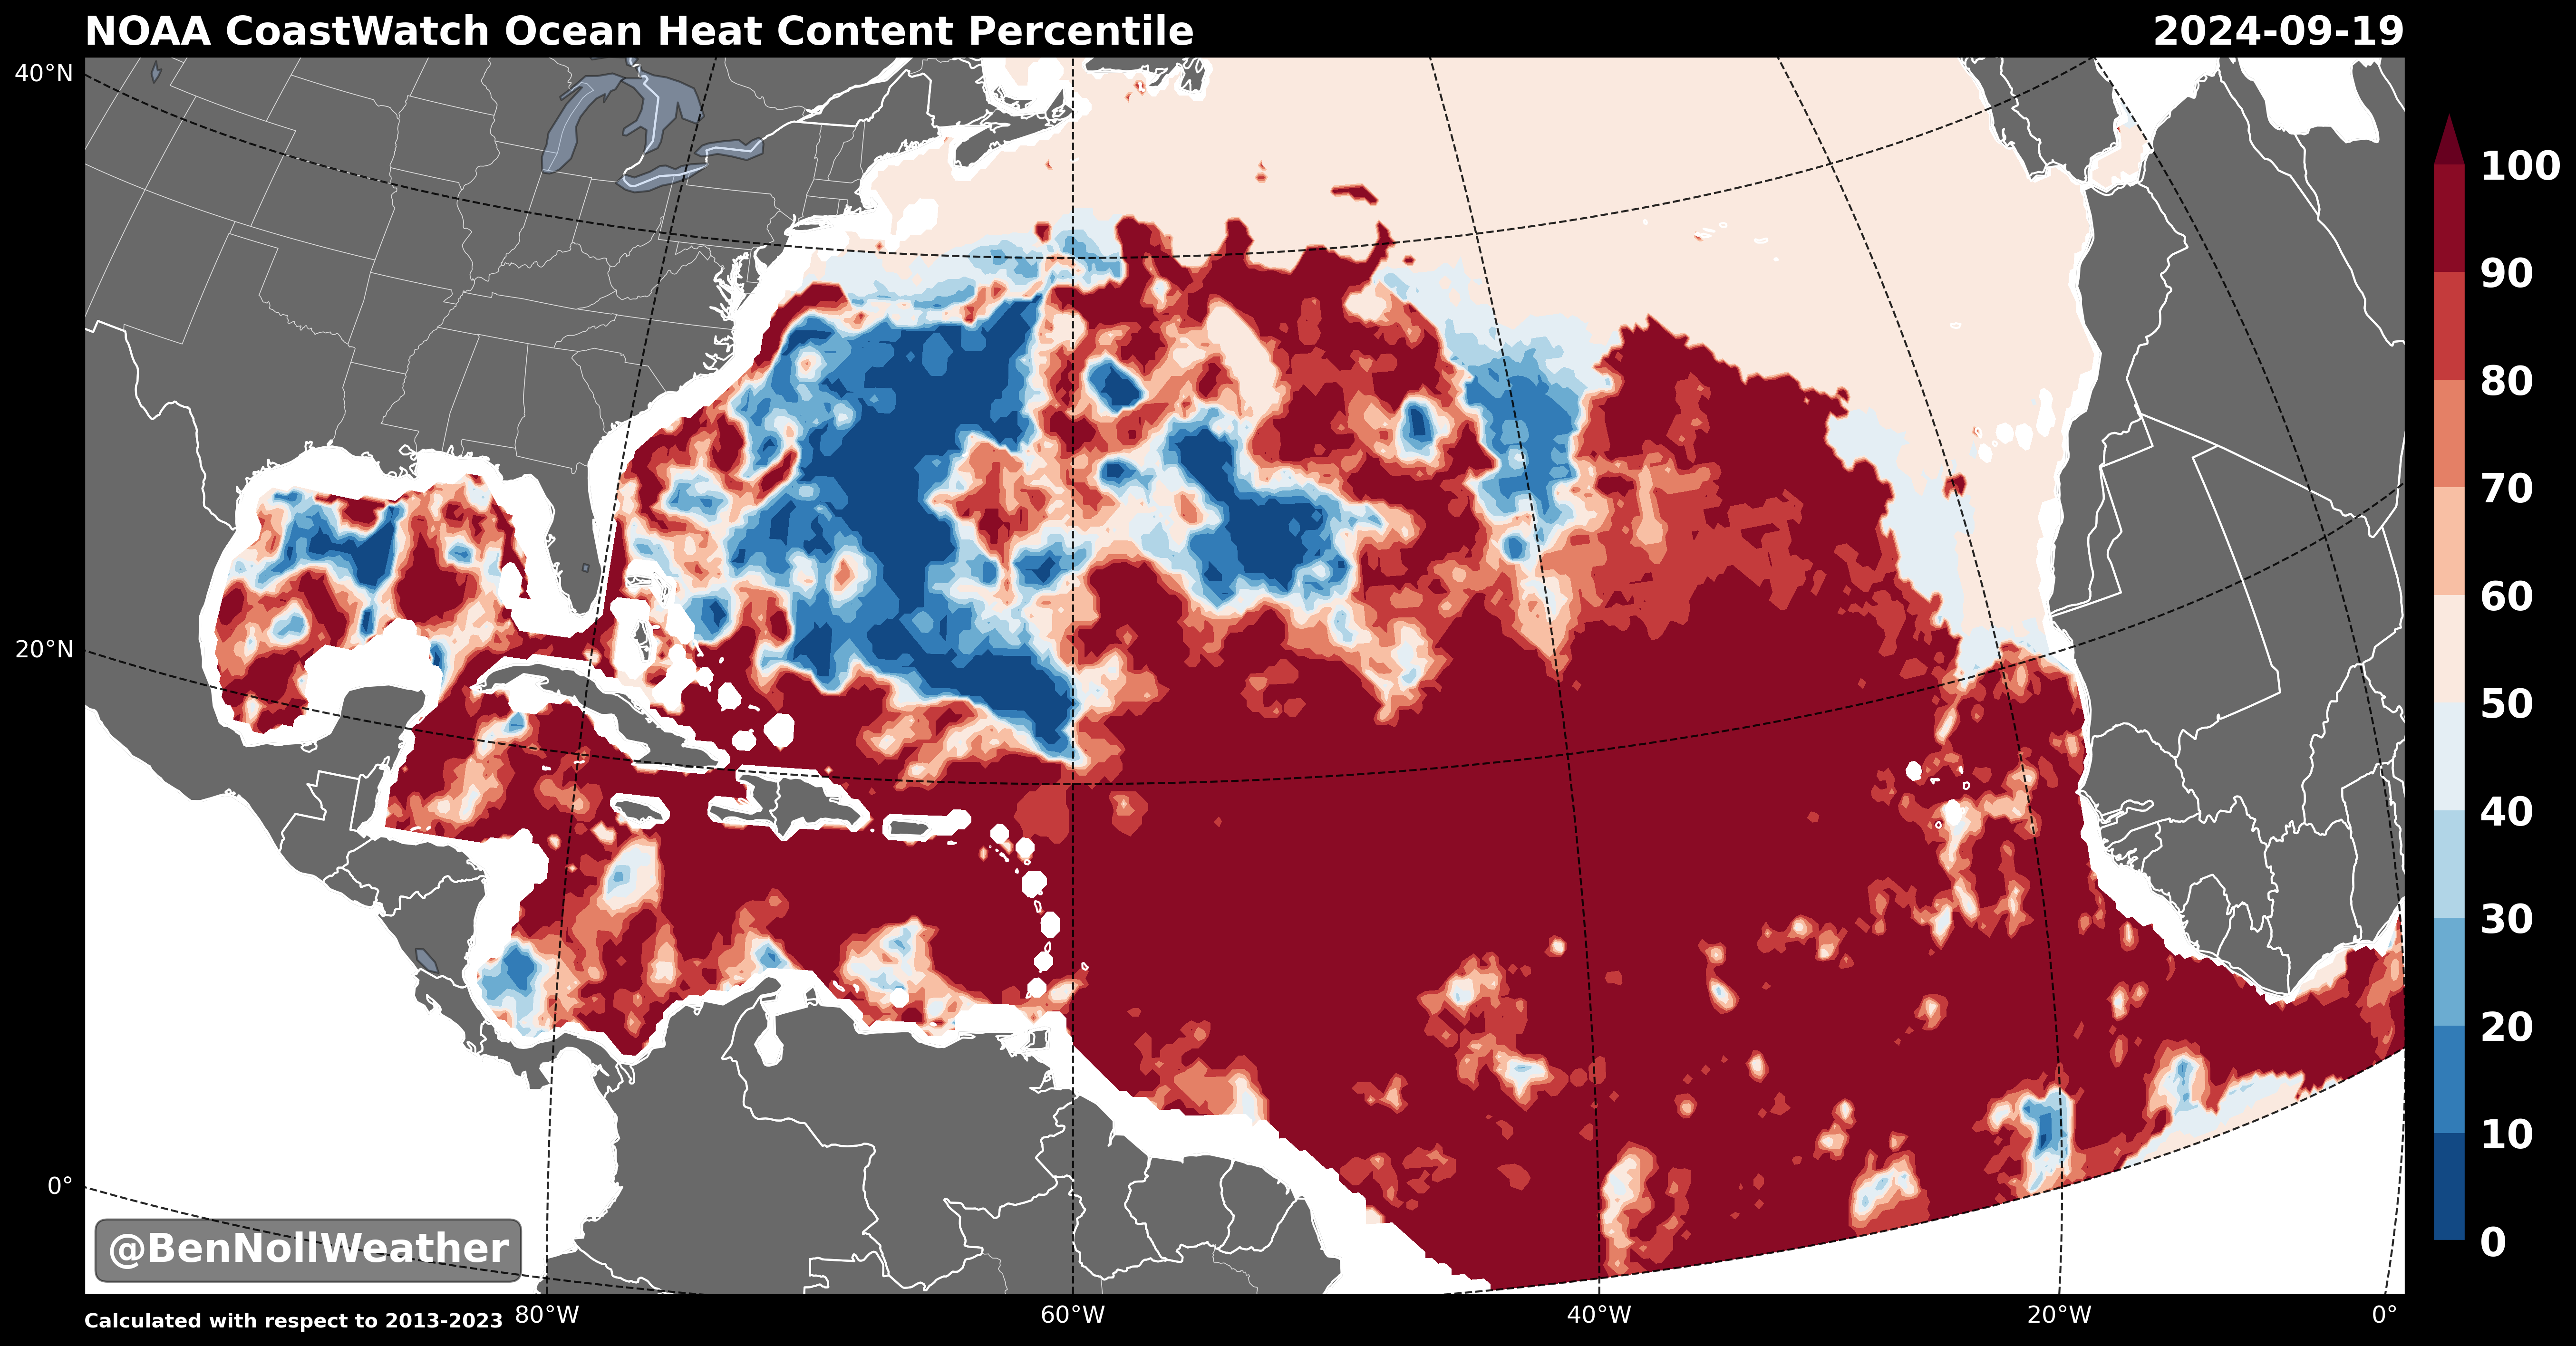 NOAA CoastWatch Ocean Heat Content Percentile
2024-09-19
40°N
20°N
0°
100
90
80
70
60
50
40
30
20
10
0
@BenNollWeather
Calculated with respect to 2013-2023
80°W
60°W
40°W
20°W
0°